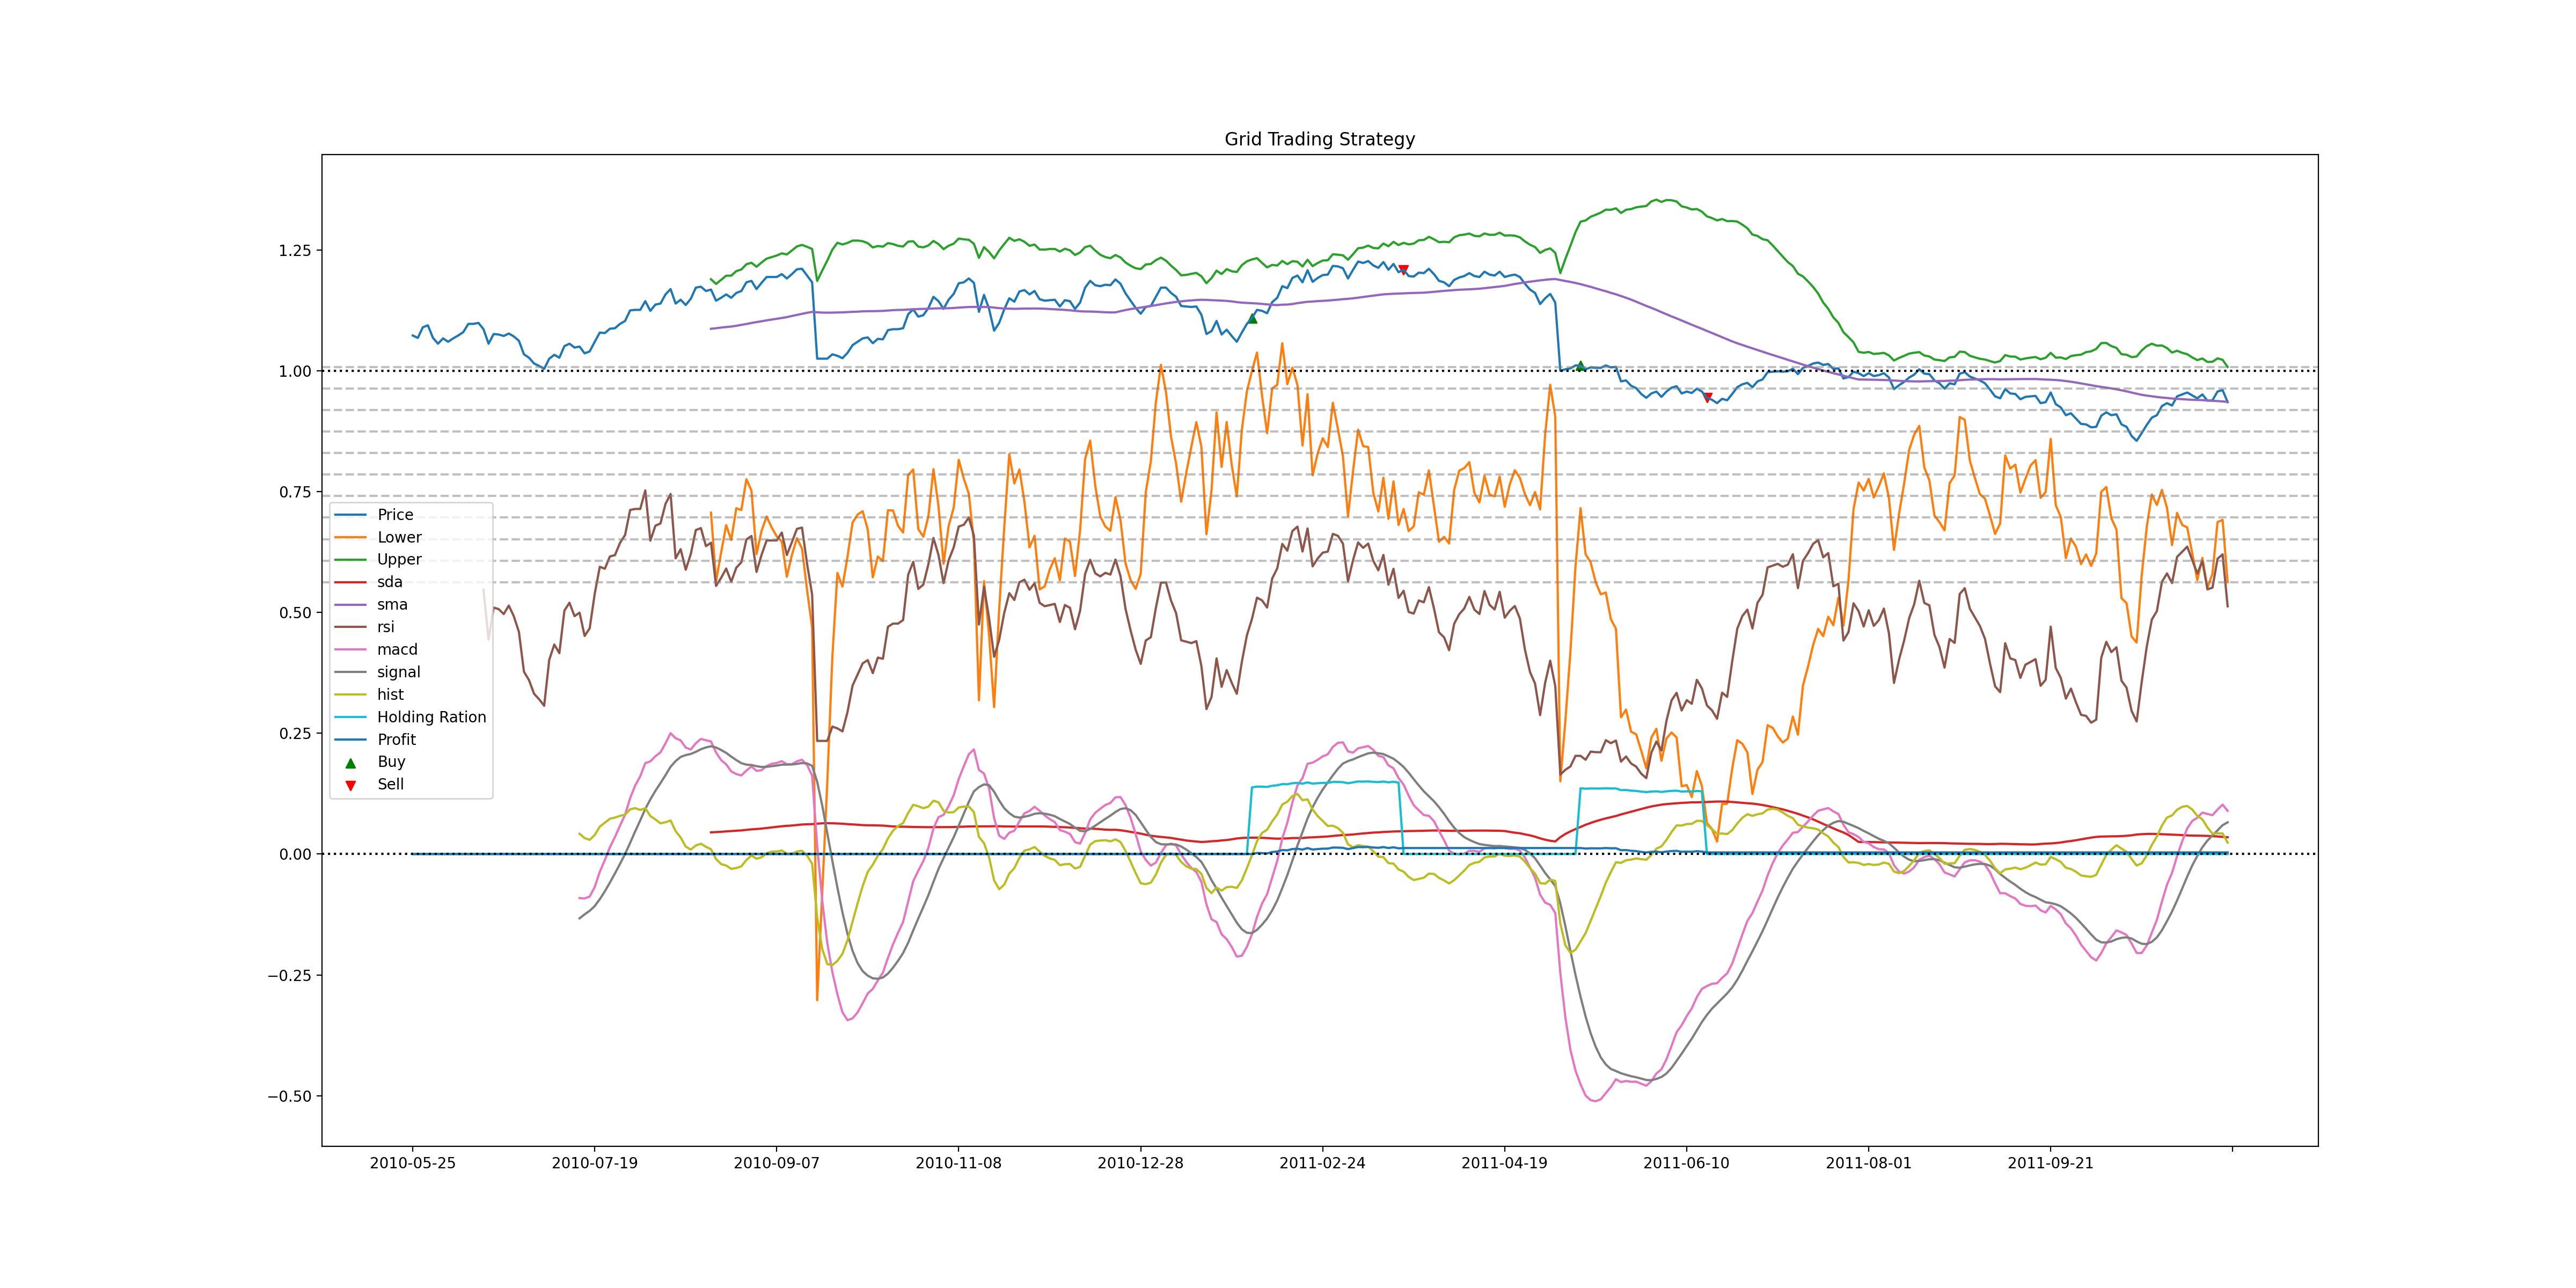 Grid Trading Strategy
1.25
1.00
0.75
0.50
0.25
0.00
−0.25
−0.50
Price
Lower
Upper
sda
sma
rsi
macd
signal
hist
Holding Ration
Profit
Buy
Sell
2010-05-25
2010-07-19
2010-09-07
2010-11-08
2010-12-28
2011-02-24
2011-04-19
2011-06-10
2011-08-01
2011-09-21